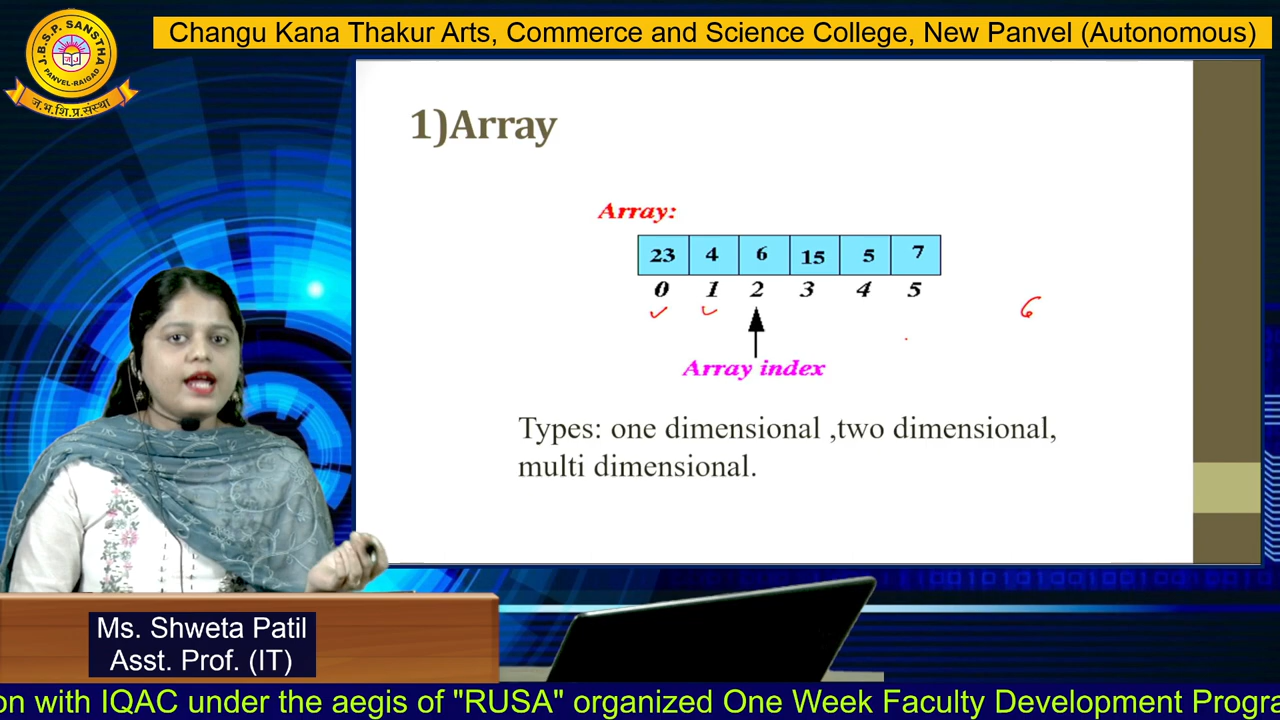 Changu Kana Thakur Arts, Commerce and Science College, New Panvel (Autonomous)
J.B.S.P. SANSTHA
PANVEL-RAIGAD
ज.भ.शि.प्र.संस्था
1)Array
Array:
23 4 6 15 5 7
0 1 2 3 4 5
6
Array index
Types: one dimensional ,two dimensional,
multi dimensional.
Ms. Shweta Patil
Asst. Prof. (IT)
on with IQAC under the aegis of "RUSA" organized One Week Faculty Development Progra